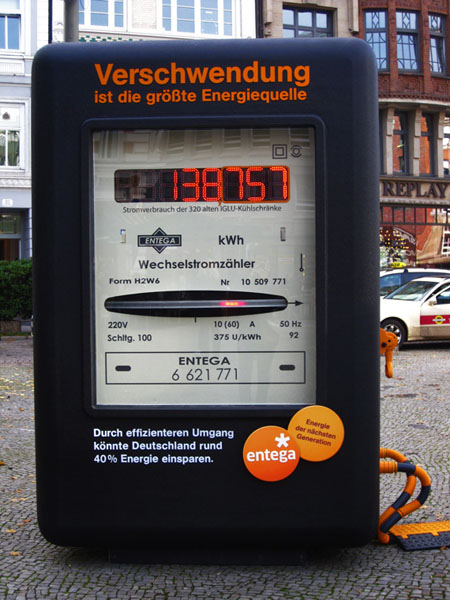 Verschwendung
ist die größte Energiequelle
138757
Stromverbrauch der 320 alten IGLU-Kühlschränke
ENTEGA kWh
Wechselstromzähler
Form H2W6 Nr 10 509 771
220V 10 (60) A 50 Hz
Schltg. 100 375 U/kWh 92
ENTEGA
6 621 771
Durch effizienteren Umgang
könnte Deutschland rund
40% Energie einsparen.
entega
Energie
der nächsten
Generation
REPLAY